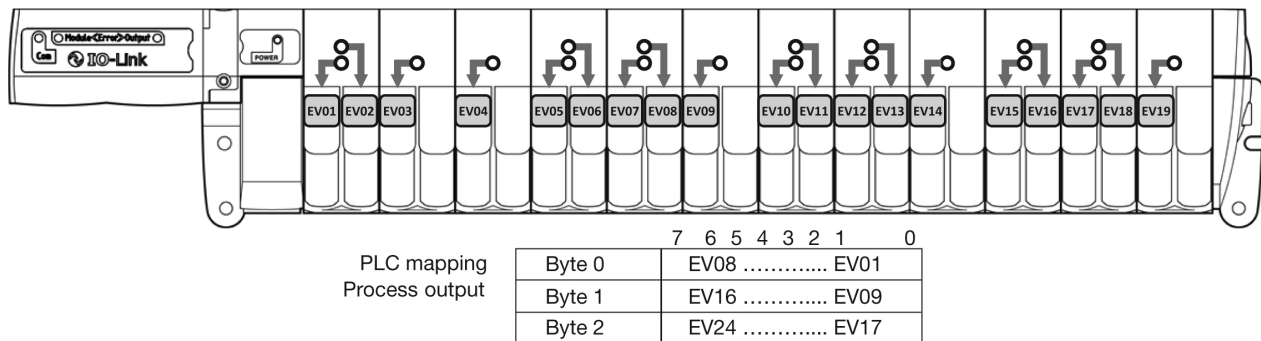 Module<Error>Output
Com
IO-Link
POWER
EV01 EV02 EV03 EV04 EV05 EV06 EV07 EV08 EV09 EV10 EV11 EV12 EV13 EV14 EV15 EV16 EV17 EV18 EV19
7 6 5 4 3 2 1 0
PLC mapping
Process output
Byte 0 EV08 ............ EV01
Byte 1 EV16 ............ EV09
Byte 2 EV24 ............ EV17